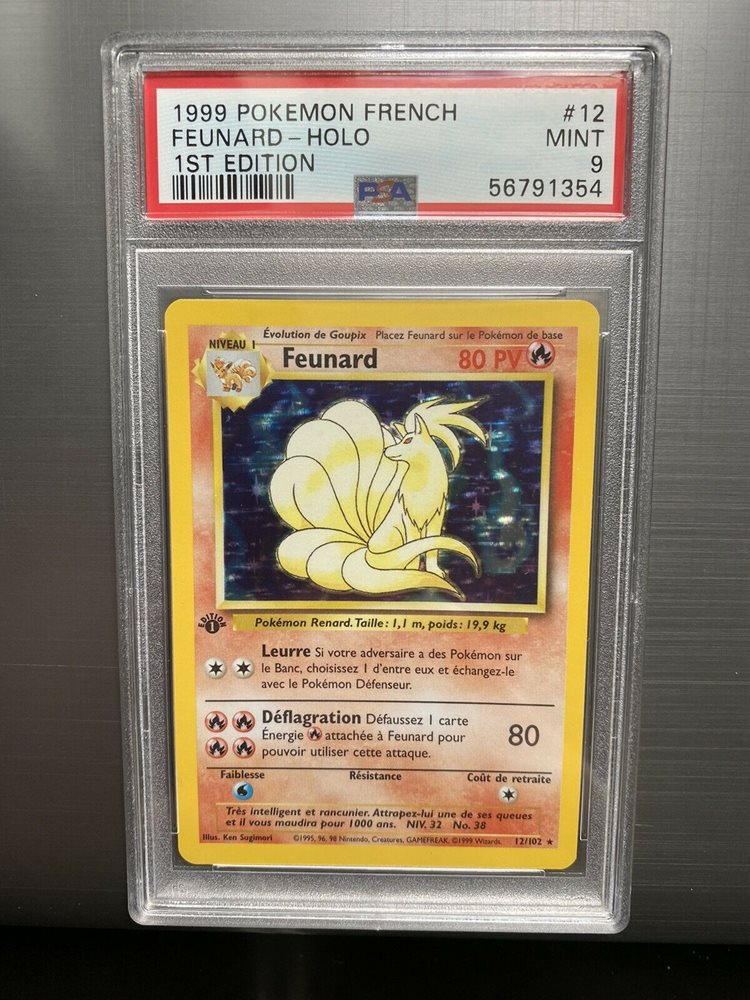 1999 POKEMON FRENCH #12
FEUNARD - HOLO MINT
1ST EDITION 9
PSA 56791354
Évolution de Goupix Placez Feunard sur le Pokémon de base
NIVEAU 1
Feunard 80 PV
EDITION 1
Pokémon Renard. Taille: 1,1 m, poids: 19,9 kg
Leurre Si votre adversaire a des Pokémon sur
le Banc, choisissez 1 d'entre eux et échangez-le
avec le Pokémon Défenseur.
Déflagration Défaussez 1 carte
Énergie attachée à Feunard pour
pouvoir utiliser cette attaque.
80
Faiblesse Résistance Coût de retraite
Très intelligent et rancunier. Attrapez-lui une de ses queues
et il vous maudira pour 1000 ans. NIV. 32 No. 38
Illus. Ken Sugimori ©1995, 96, 98 Nintendo, Creatures, GAMEFREAK. ©1999 Wizards. 12/102